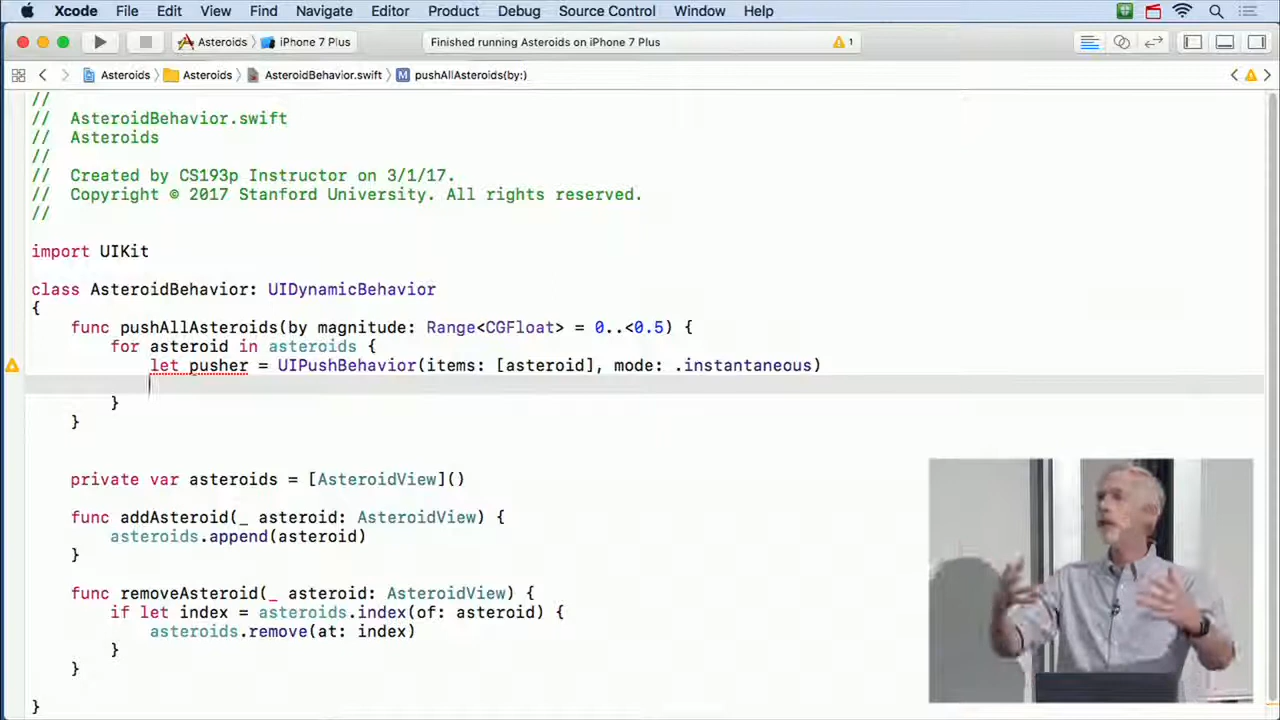 Xcode File Edit View Find Navigate Editor Product Debug Source Control Window Help
Asteroids iPhone 7 Plus Finished running Asteroids on iPhone 7 Plus 1
Asteroids Asteroids AsteroidBehavior.swift M pushAllAsteroids(by:)
//
// AsteroidBehavior.swift
// Asteroids
//
// Created by CS193p Instructor on 3/1/17.
// Copyright © 2017 Stanford University. All rights reserved.
//
import UIKit
class AsteroidBehavior: UIDynamicBehavior
{
func pushAllAsteroids(by magnitude: Range<CGFloat> = 0..<0.5) {
for asteroid in asteroids {
let pusher = UIPushBehavior(items: [asteroid], mode: .instantaneous)
}
}
private var asteroids = [AsteroidView]()
func addAsteroid(_ asteroid: AsteroidView) {
asteroids.append(asteroid)
}
func removeAsteroid(_ asteroid: AsteroidView) {
if let index = asteroids.index(of: asteroid) {
asteroids.remove(at: index)
}
}
}